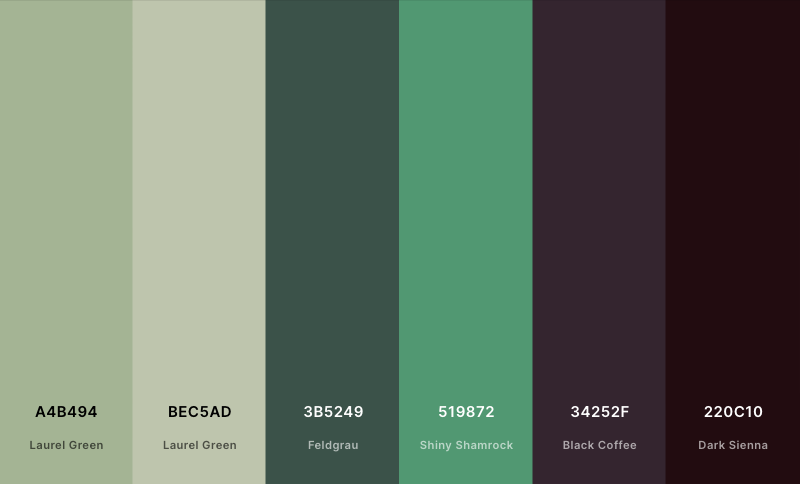 A4B494
BEC5AD
3B5249
519872
34252F
220C10
Laurel Green
Laurel Green
Feldgrau
Shiny Shamrock
Black Coffee
Dark Sienna